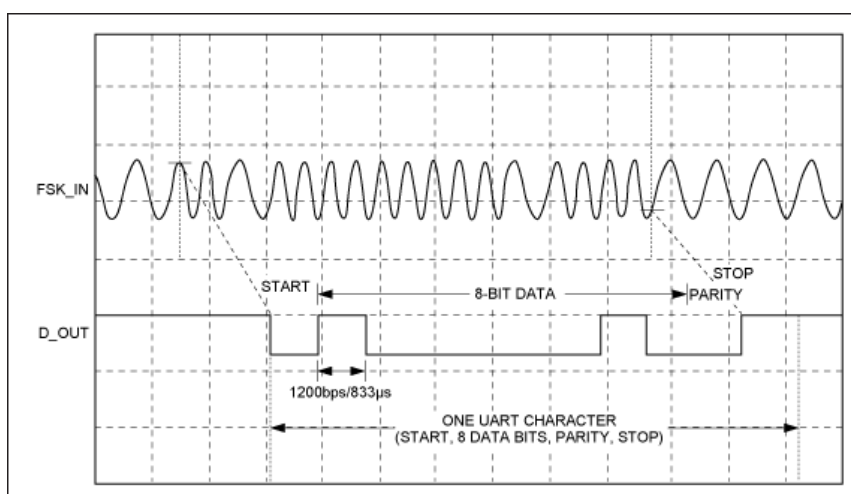 FSK_IN
START
8-BIT DATA
STOP
PARITY
D_OUT
1200bps/833µs
ONE UART CHARACTER
(START, 8 DATA BITS, PARITY, STOP)